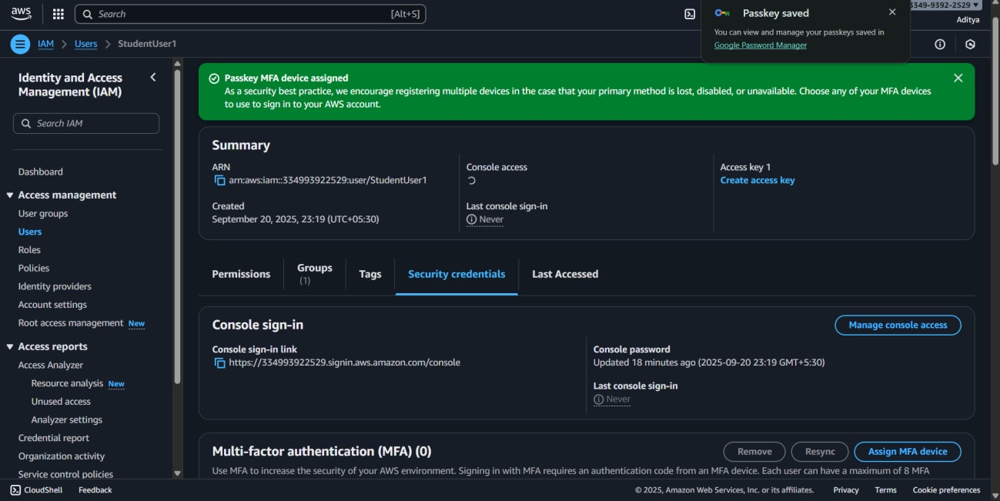 aws
Search
[Alt+S]
3349-9392-2529
Aditya
Passkey saved
You can view and manage your passkeys saved in
Google Password Manager
IAM
Users
StudentUser1
Identity and Access
Management (IAM)
Search IAM
Dashboard
Access management
User groups
Users
Roles
Policies
Identity providers
Account settings
Root access management New
Access reports
Access Analyzer
Resource analysis New
Unused access
Analyzer settings
Credential report
Organization activity
Service control policies
Passkey MFA device assigned
As a security best practice, we encourage registering multiple devices in the case that your primary method is lost, disabled, or unavailable. Choose any of your MFA devices
to use to sign in to your AWS account.
Summary
ARN
arn:aws:iam::334993922529:user/StudentUser1
Created
September 20, 2025, 23:19 (UTC+05:30)
Console access
Last console sign-in
Never
Access key 1
Create access key
Permissions
Groups
(1)
Tags
Security credentials
Last Accessed
Console sign-in
Manage console access
Console sign-in link
https://334993922529.signin.aws.amazon.com/console
Console password
Updated 18 minutes ago (2025-09-20 23:19 GMT+5:30)
Last console sign-in
Never
Multi-factor authentication (MFA) (0)
Remove
Resync
Assign MFA device
Use MFA to increase the security of your AWS environment. Signing in with MFA requires an authentication code from an MFA device. Each user can have a maximum of 8 MFA
CloudShell
Feedback
© 2025, Amazon Web Services, Inc. or its affiliates.
Privacy
Terms
Cookie preferences